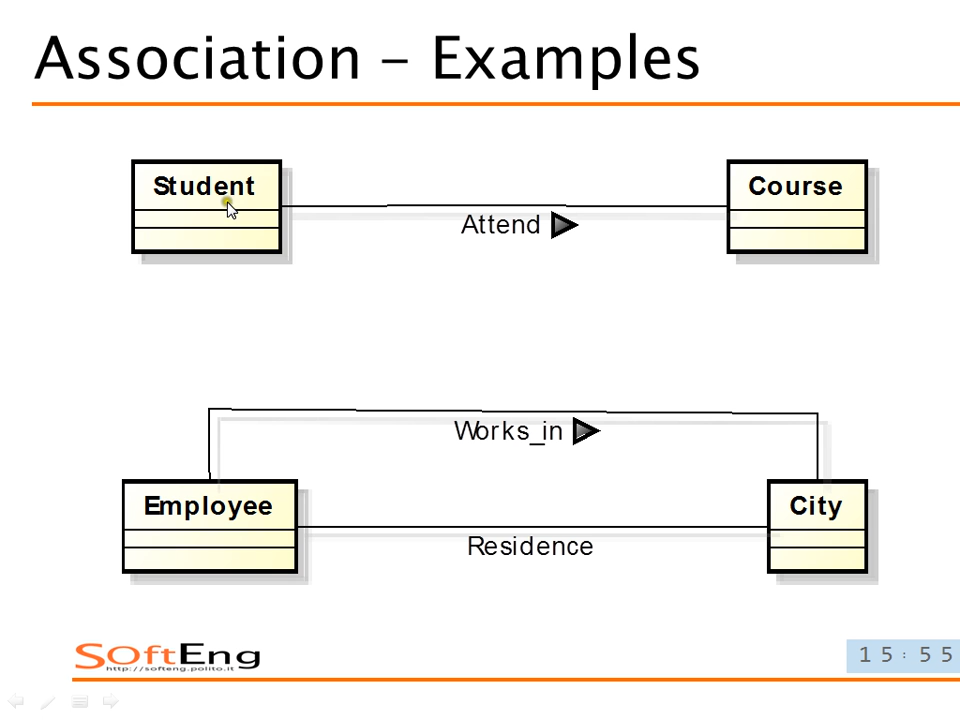 Association – Examples
Student
Course
Attend
Works_in
Employee
City
Residence
SOftEng
http://softeng.polito.it
15:55